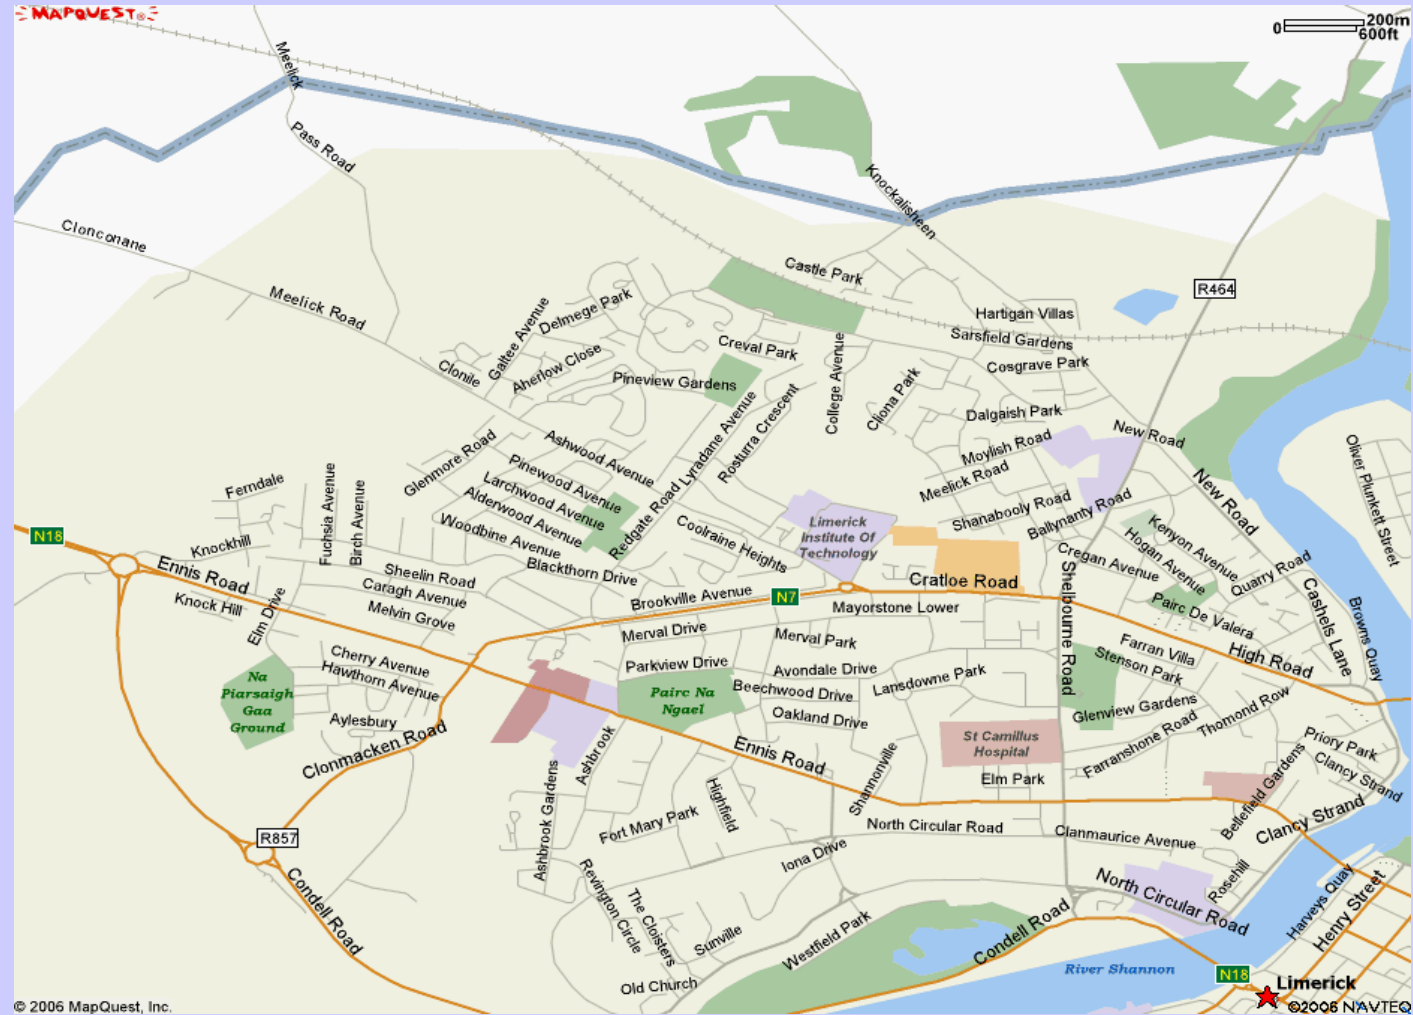 MAPQUEST
0 200m
600ft
Meelick
Pass Road
Knockalisheen
Clonconane
Castle Park
R464
Meelick Road
Hartigan Villas
Galtee Avenue
Delmege Park
Sarsfield Gardens
Creval Park
College Avenue
Clonile
Aherlow Close
Cosgrave Park
Pineview Gardens
Cliona Park
Lyradane Avenue
Rosturra Crescent
Dalgaish Park
New Road
Moylish Road
Oliver Plunkett Street
Glenmore Road
Ashwood Avenue
Pinewood Avenue
Meelick Road
New Road
Ferndale
Larchwood Avenue
Fuchsia Avenue
Birch Avenue
Alderwood Avenue
Redgate Road
Shanabooly Road
Ballynanty Road
Woodbine Avenue
Coolraine Heights
Limerick
Institute Of
Technology
Kenyon Avenue
Hogan Avenue
N18
Knockhill
Cregan Avenue
Blackthorn Drive
Ennis Road
Sheelin Road
Caragh Avenue
Cratloe Road
Quarry Road
Brookville Avenue
N7
Shelbourne Road
Knock Hill
Elm Drive
Melvin Grove
Mayorstone Lower
Pairc De Valera
Cashels Lane
Browns Quay
Merval Drive
Merval Park
Farran Villa
High Road
Cherry Avenue
Hawthorn Avenue
Parkview Drive
Avondale Drive
Stenson Park
Na
Piarsaigh
Gaa
Ground
Pairc Na
Ngael
Beechwood Drive
Lansdowne Park
Thomond Row
Aylesbury
Oakland Drive
Glenview Gardens
Clonmacken Road
Ashbrook
Ennis Road
St Camillus
Hospital
Farranshone Road
Priory Park
Shannonville
Elm Park
Clancy Strand
Ashbrook Gardens
Highfield
Bellefield Gardens
Fort Mary Park
North Circular Road
Clanmaurice Avenue
Clancy Strand
R857
Iona Drive
Condell Road
Revington Circle
The Cloisters
North Circular Road
Rosehill
Harveys Quay
Henry Street
Sunville
Westfield Park
Condell Road
Old Church
River Shannon
N18
Limerick
© 2006 MapQuest, Inc.
©2006 NAVTEQ